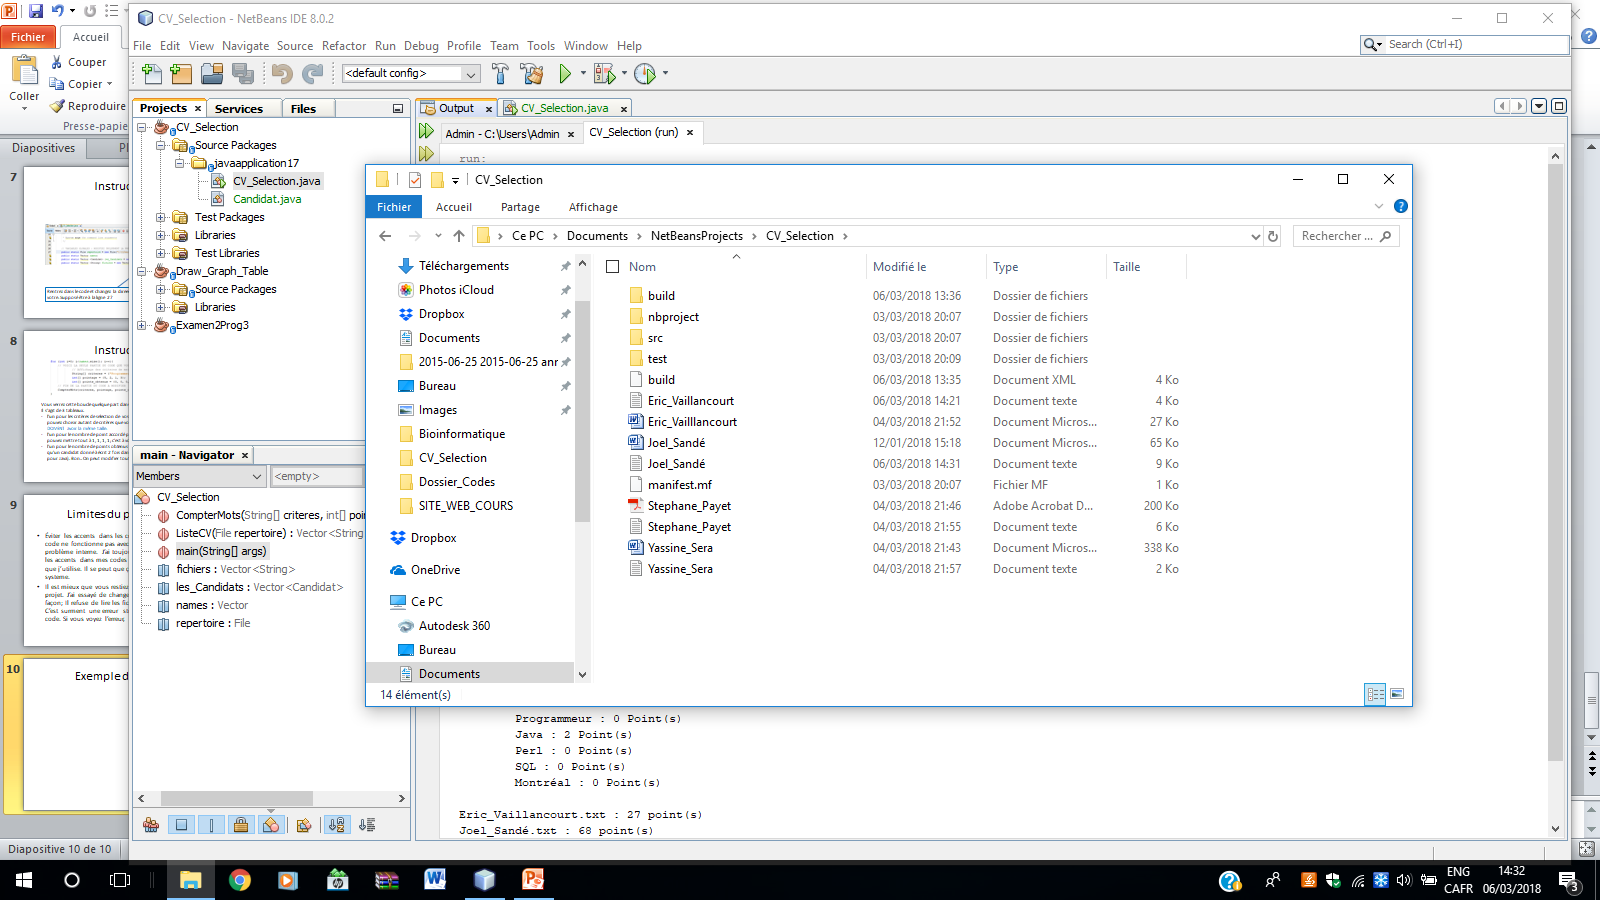 CV_Selection - NetBeans IDE 8.0.2
Fichier
Accueil
Couper
Copier
Reproduire
Coller
Presse-papie
Diapositives
File Edit View Navigate Source Refactor Run Debug Profile Team Tools Window Help
Search (Ctrl+I)
<default config>
Projects
Services
Files
CV_Selection
Source Packages
javaapplication17
CV_Selection.java
Candidat.java
Test Packages
Libraries
Test Libraries
Draw_Graph_Table
Source Packages
Libraries
Examen2Prog3
Output
CV_Selection.java
Admin - C:\Users\Admin
CV_Selection (run)
run:
7
Instruc
8
Instruc
9
Limites du p
10
Exemple d
Diapositive 10 de 10
main - Navigator
Members
<empty>
CV_Selection
CompterMots(String[] criteres, int[] poin
ListeCV(File repertoire) : Vector<String
main(String[] args)
fichiers : Vector<String>
les_Candidats : Vector<Candidat>
names : Vector
repertoire : File
CV_Selection
Fichier Accueil Partage Affichage
Ce PC
Documents
NetBeansProjects
CV_Selection
Rechercher ...
Téléchargements
Photos iCloud
Dropbox
Documents
2015-06-25 2015-06-25 anr
Bureau
Images
Bioinformatique
CV_Selection
Dossier_Codes
SITE_WEB_COURS
Dropbox
OneDrive
Ce PC
Autodesk 360
Bureau
Documents
Nom Modifié le Type Taille
build 06/03/2018 13:36 Dossier de fichiers
nbproject 03/03/2018 20:07 Dossier de fichiers
src 03/03/2018 20:07 Dossier de fichiers
test 03/03/2018 20:09 Dossier de fichiers
build 06/03/2018 13:35 Document XML 4 Ko
Eric_Vaillancourt 06/03/2018 14:21 Document texte 4 Ko
Eric_Vailllancourt 04/03/2018 21:52 Document Micros... 27 Ko
Joel_Sandé 12/01/2018 15:18 Document Micros... 65 Ko
Joel_Sandé 06/03/2018 14:31 Document texte 9 Ko
manifest.mf 03/03/2018 20:07 Fichier MF 1 Ko
Stephane_Payet 04/03/2018 21:46 Adobe Acrobat D... 200 Ko
Stephane_Payet 04/03/2018 21:55 Document texte 6 Ko
Yassine_Sera 04/03/2018 21:43 Document Micros... 338 Ko
Yassine_Sera 04/03/2018 21:57 Document texte 2 Ko
14 élément(s)
Programmeur : 0 Point(s)
Java : 2 Point(s)
Perl : 0 Point(s)
SQL : 0 Point(s)
Montréal : 0 Point(s)
Eric_Vaillancourt.txt : 27 point(s)
Joel_Sandé.txt : 68 point(s)
ENG
CAFR
14:32
06/03/2018
3